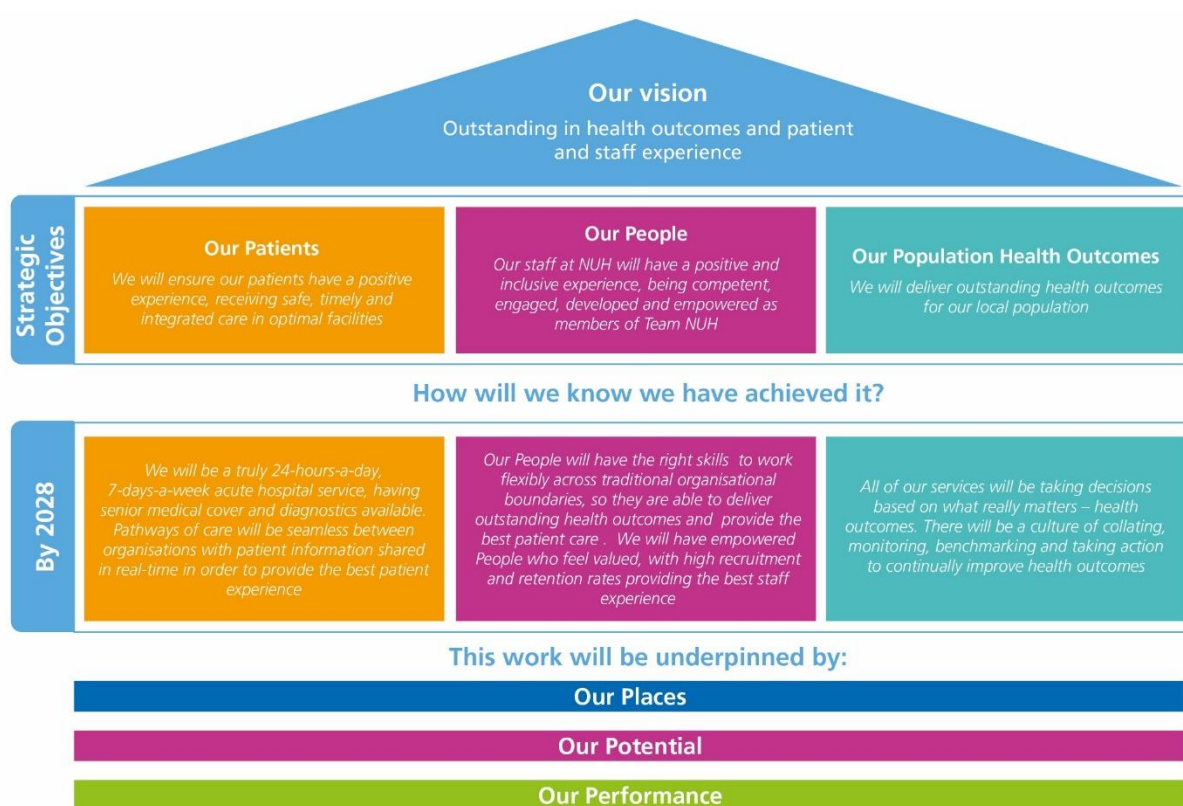 Our vision
Outstanding in health outcomes and patient
and staff experience
Strategic
Objectives
Our Patients
We will ensure our patients have a positive
experience, receiving safe, timely and
integrated care in optimal facilities
Our People
Our staff at NUH will have a positive and
inclusive experience, being competent,
engaged, developed and empowered as
members of Team NUH
Our Population Health Outcomes
We will deliver outstanding health outcomes
for our local population
How will we know we have achieved it?
By 2028
We will be a truly 24-hours-a-day,
7-days-a-week acute hospital service, having
senior medical cover and diagnostics available.
Pathways of care will be seamless between
organisations with patient information shared
in real-time in order to provide the best patient
experience
Our People will have the right skills to work
flexibly across traditional organisational
boundaries, so they are able to deliver
outstanding health outcomes and provide the
best patient care . We will have empowered
People who feel valued, with high recruitment
and retention rates providing the best staff
experience
All of our services will be taking decisions
based on what really matters – health
outcomes. There will be a culture of collating,
monitoring, benchmarking and taking action
to continually improve health outcomes
This work will be underpinned by:
Our Places
Our Potential
Our Performance